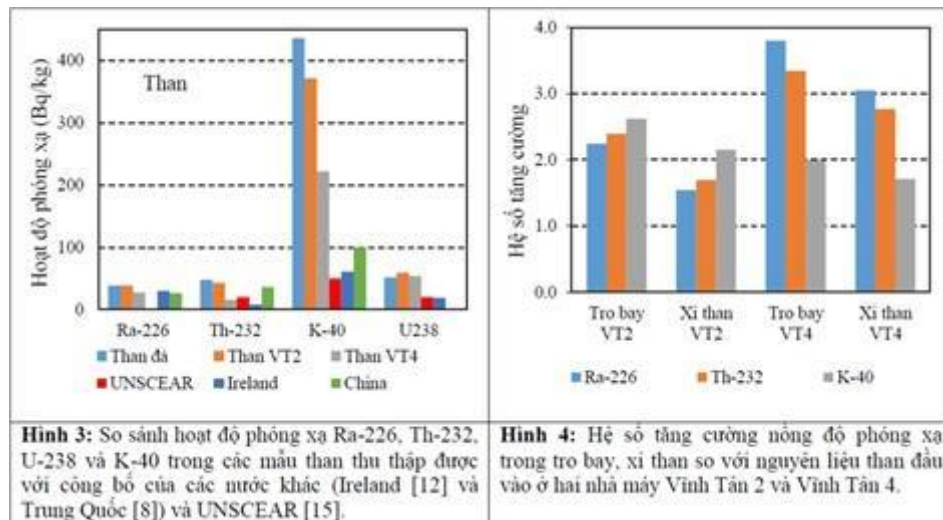 Than
Hoạt độ phóng xạ (Bq/kg)
400
300
200
100
0
Ra-226 Th-232 K-40 U238
Than đá Than VT2 Than VT4
UNSCEAR Ireland China
Hình 3: So sánh hoạt độ phóng xạ Ra-226, Th-232,
U-238 và K-40 trong các mẫu than thu thập được
với công bố của các nước khác (Ireland [12] và
Trung Quốc [8]) và UNSCEAR [15].
Hệ số tăng cường
4.0
3.0
2.0
1.0
0.0
Tro bay Xỉ than Tro bay Xỉ than
VT2 VT2 VT4 VT4
Ra-226 Th-232 K-40
Hình 4: Hệ số tăng cường nồng độ phóng xạ
trong tro bay, xỉ than so với nguyên liệu than đầu
vào ở hai nhà máy Vĩnh Tân 2 và Vĩnh Tân 4.